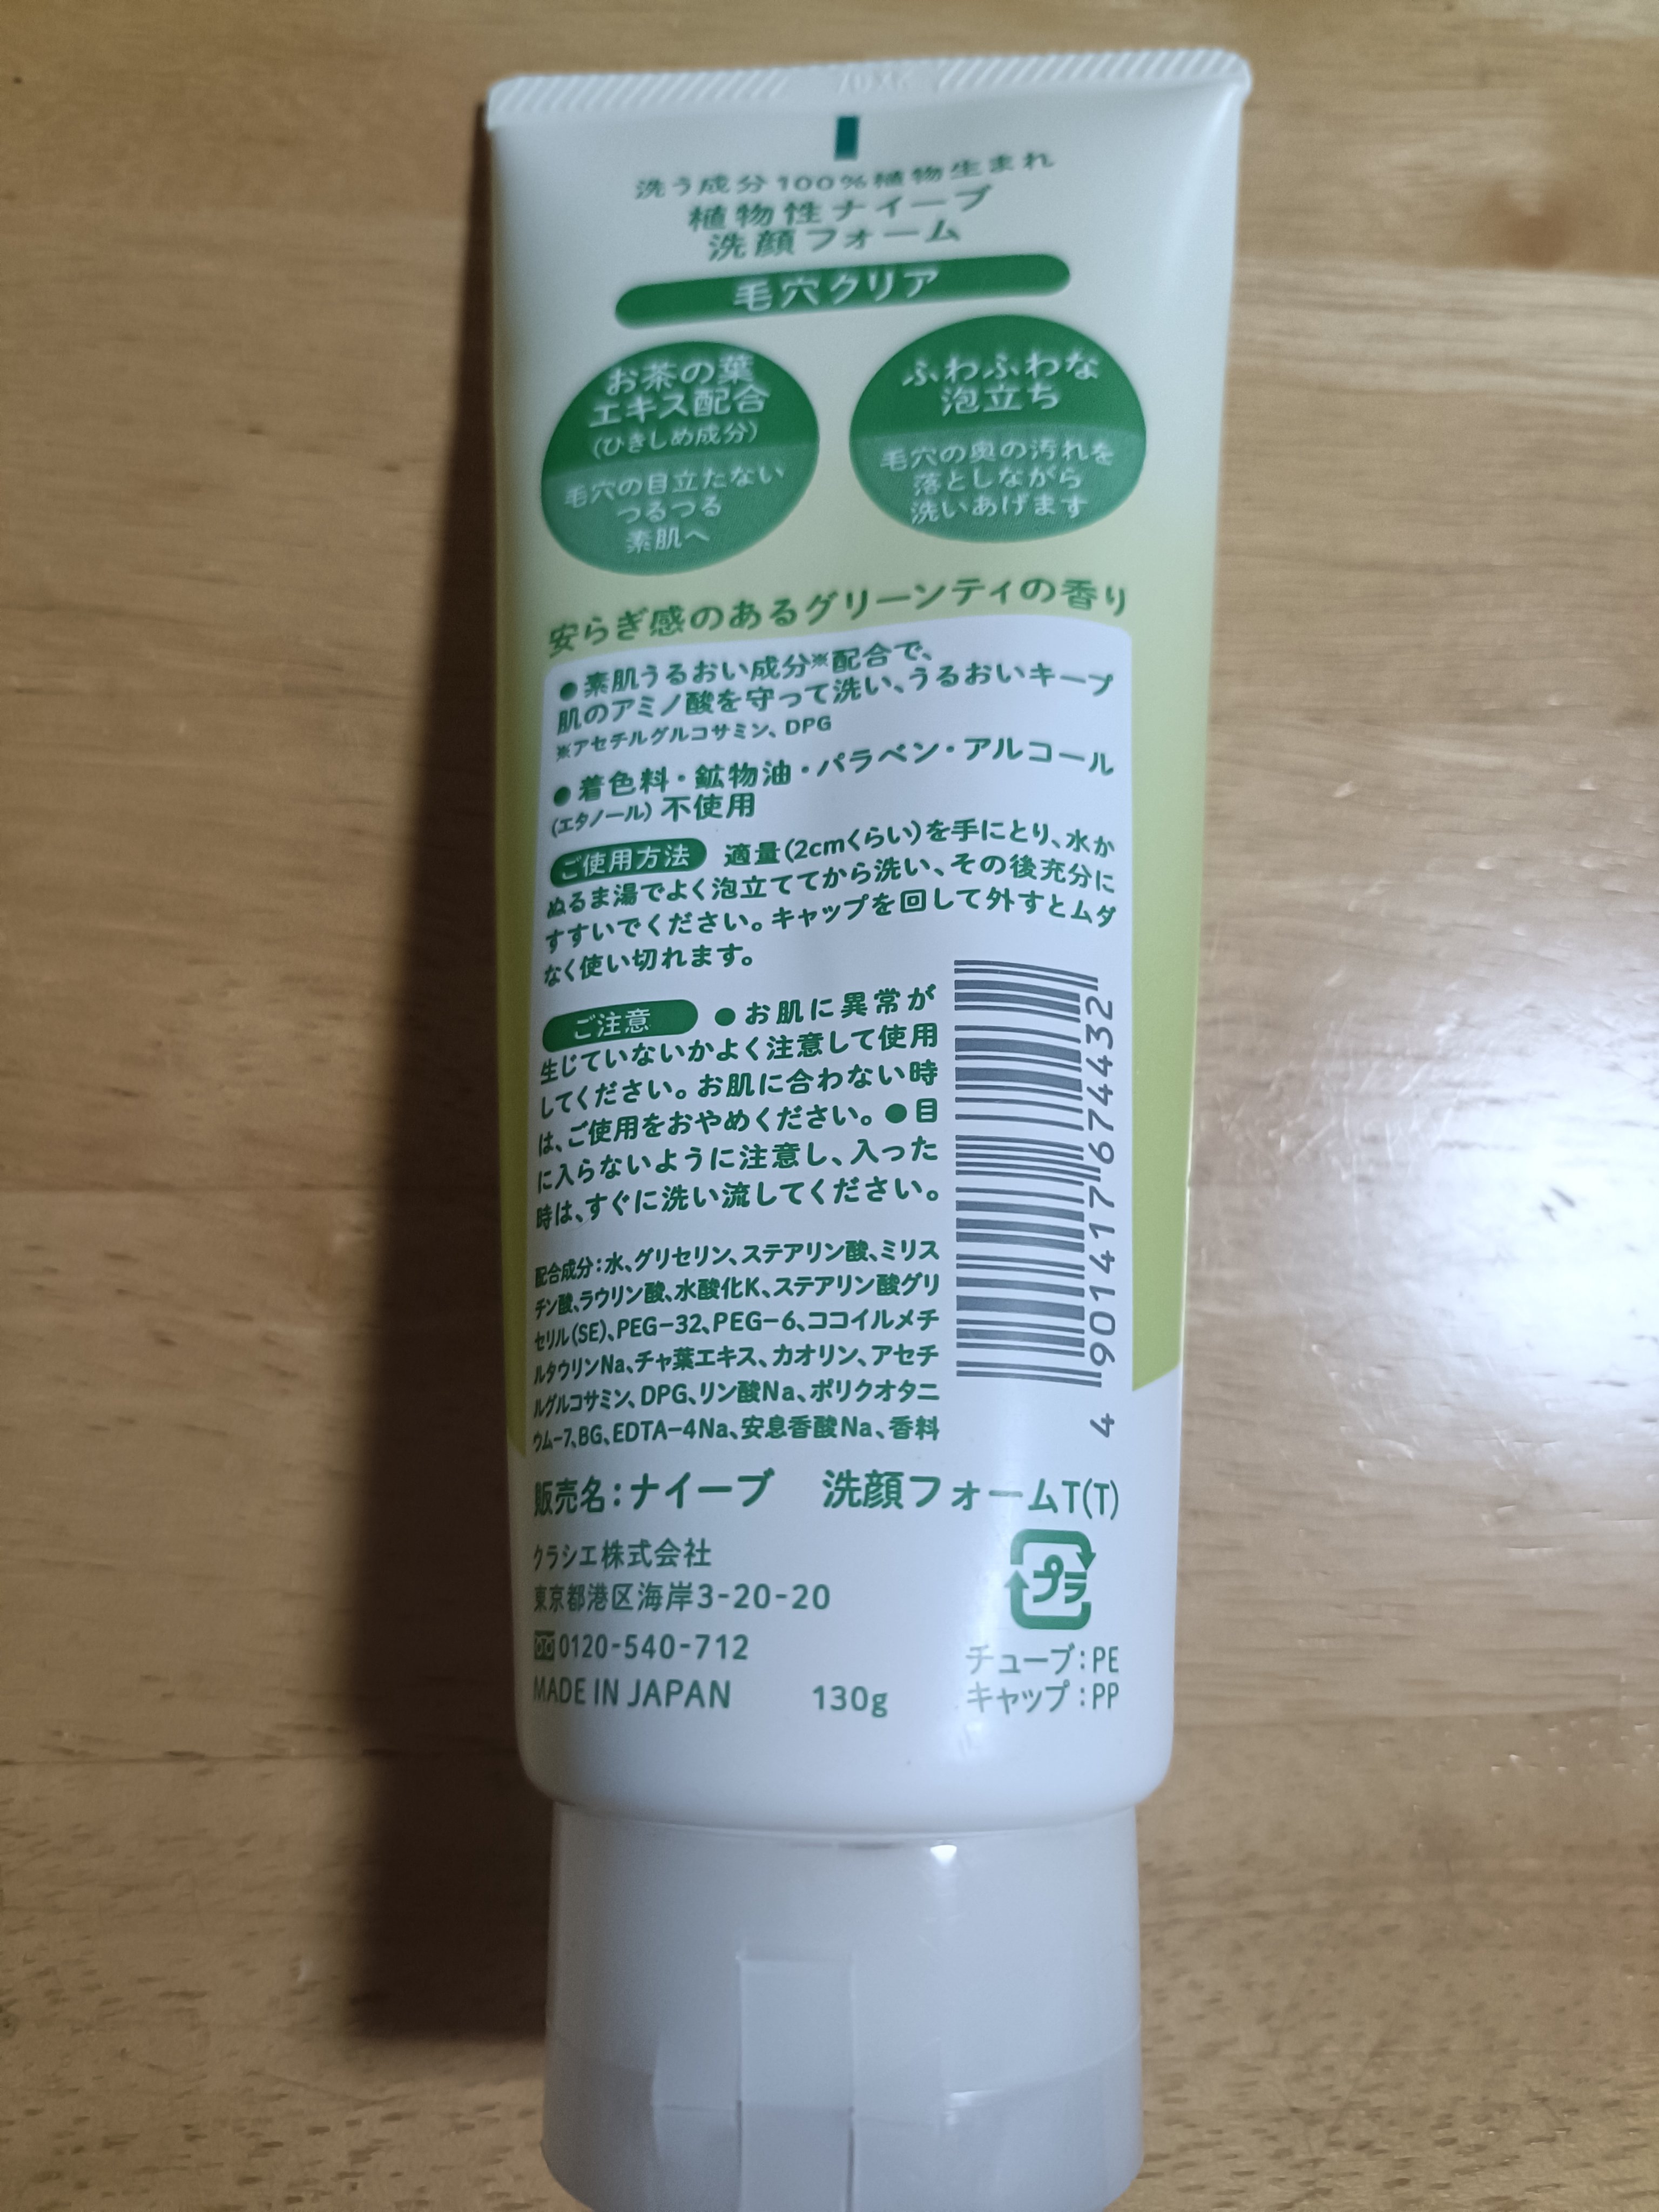 洗う成分100%植物生まれ
植物性ナイーブ
洗顔フォーム
毛穴クリア
お茶の葉
エキス配合
(ひきしめ成分)
毛穴の目立たない
つるつる
素肌へ
ふわふわな
泡立ち
毛穴の奥の汚れを
落としながら
洗いあげます
安らぎ感のあるグリーンティの香り
●素肌うるおい成分※配合で、
肌のアミノ酸を守って洗い、うるおいキープ
※アセチルグルコサミン、DPG
●着色料・鉱物油・パラベン・アルコール
(エタノール)不使用
ご使用方法 適量(2cmくらい)を手にとり、水か
ぬるま湯でよく泡立ててから洗い、その後充分に
すすいでください。キャップを回して外すとムダ
なく使い切れます。
ご注意 ●お肌に異常が
生じていないかよく注意して使用
してください。お肌に合わない時
は、ご使用をおやめください。●目
に入らないように注意し、入った
時は、すぐに洗い流してください。
配合成分:水、グリセリン、ステアリン酸、ミリス
チン酸、ラウリン酸、水酸化K、ステアリン酸グリ
セリル(SE)、PEG-32、PEG-6、ココイルメチ
ルタウリンNa、チャ葉エキス、カオリン、アセチ
ルグルコサミン、DPG、リン酸Na、ポリクオタニ
ウム-7、BG、EDTA-4Na、安息香酸Na、香料
4 901417 674432
販売名:ナイーブ 洗顔フォームT(T)
クラシエ株式会社
東京都港区海岸3-20-20
0120-540-712
MADE IN JAPAN 130g
プラ
チューブ:PE
キャップ:PP